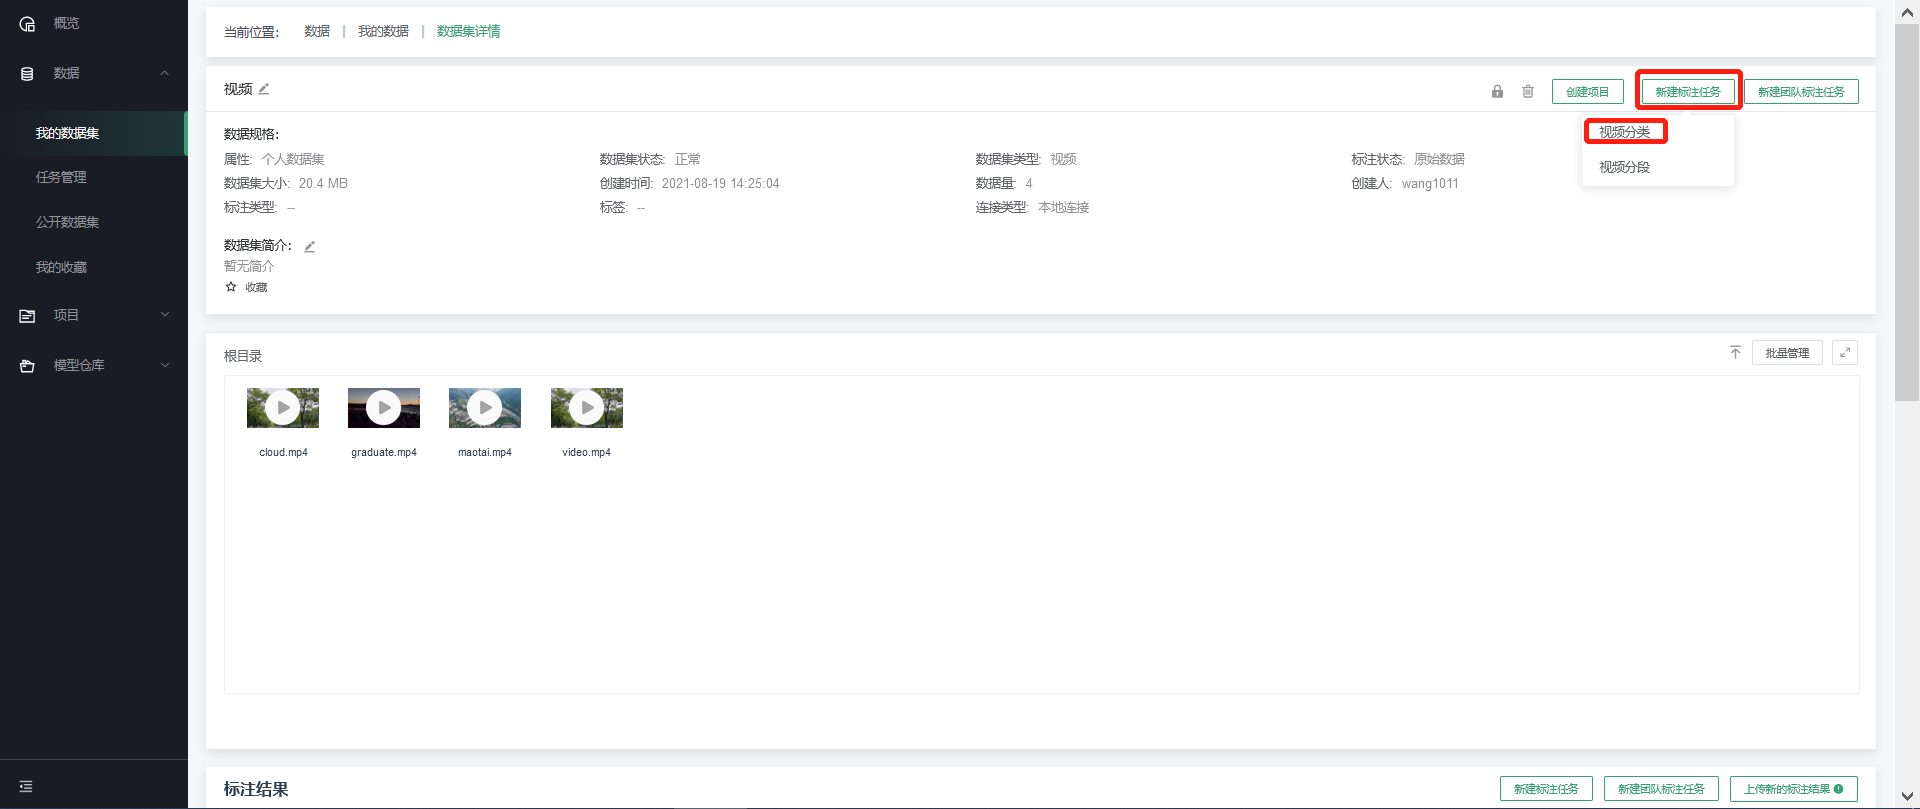 概览
数据
我的数据集
任务管理
公开数据集
我的收藏
项目
模型仓库
当前位置: 数据 | 我的数据 | 数据集详情
视频
创建项目 新建标注任务 新建团队标注任务
视频分类
视频分段
数据规格:
属性: 个人数据集 数据集状态: 正常 数据集类型: 视频 标注状态: 原始数据
数据集大小: 20.4 MB 创建时间: 2021-08-19 14:25:04 数据量: 4 创建人: wang1011
标注类型: -- 标签: -- 连接类型: 本地连接
数据集简介:
暂无简介
收藏
根目录 批量管理
cloud.mp4 graduate.mp4 maotai.mp4 video.mp4
标注结果 新建标注任务 新建团队标注任务 上传新的标注结果